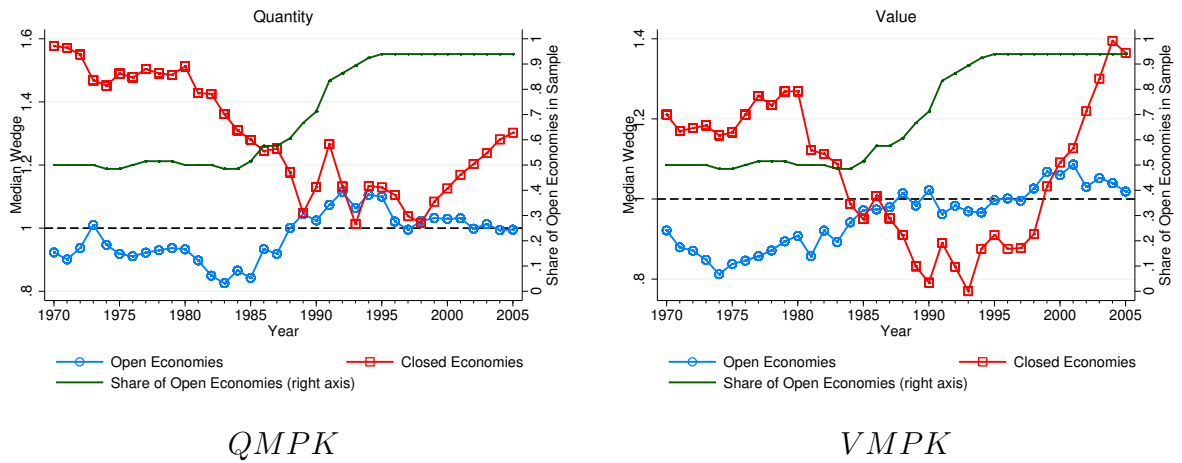 Quantity
Median Wedge
.8 1 1.2 1.4 1.6
Share of Open Economies in Sample
0 .1 .2 .3 .4 .5 .6 .7 .8 .9 1
1970 1975 1980 1985 1990 1995 2000 2005
Year
Open Economies
Closed Economies
Share of Open Economies (right axis)
QMPK
Value
Median Wedge
.8 1 1.2 1.4
Share of Open Economies in Sample
0 .1 .2 .3 .4 .5 .6 .7 .8 .9 1
1970 1975 1980 1985 1990 1995 2000 2005
Year
Open Economies
Closed Economies
Share of Open Economies (right axis)
VMPK